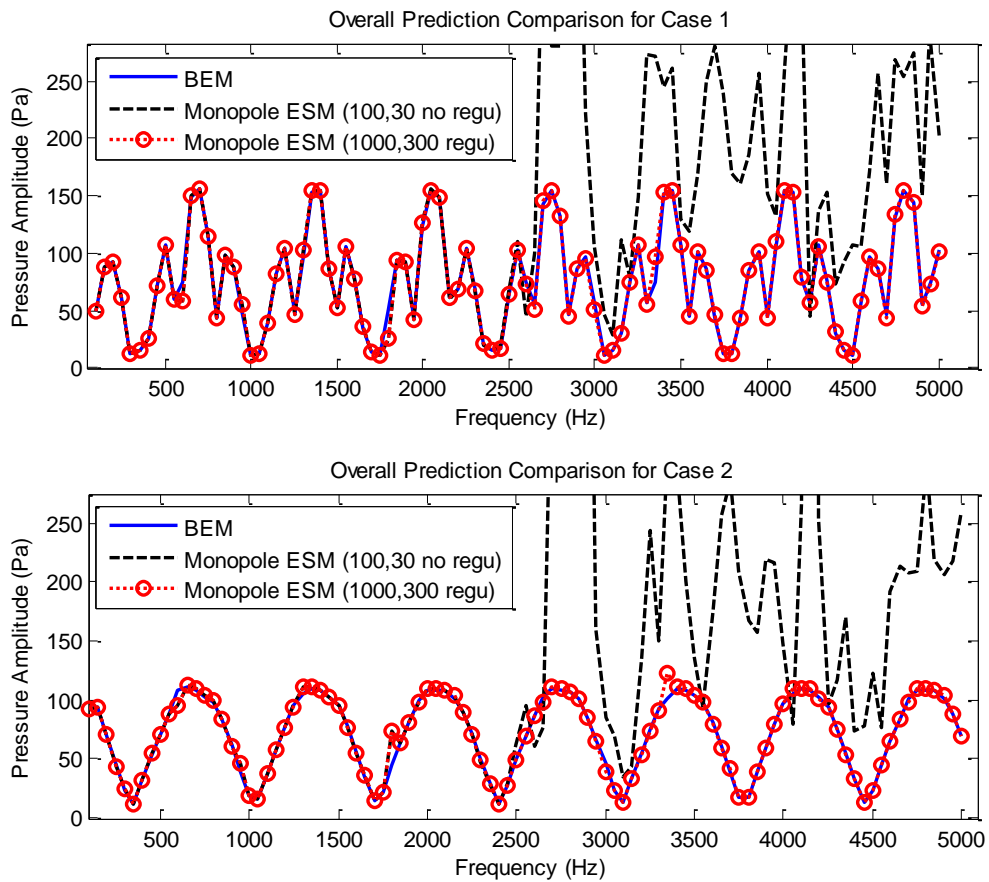 Overall Prediction Comparison for Case 1
Pressure Amplitude (Pa)
250
200
150
100
50
0
BEM
Monopole ESM (100,30 no regu)
Monopole ESM (1000,300 regu)
500 1000 1500 2000 2500 3000 3500 4000 4500 5000
Frequency (Hz)
Overall Prediction Comparison for Case 2
Pressure Amplitude (Pa)
250
200
150
100
50
0
BEM
Monopole ESM (100,30 no regu)
Monopole ESM (1000,300 regu)
500 1000 1500 2000 2500 3000 3500 4000 4500 5000
Frequency (Hz)